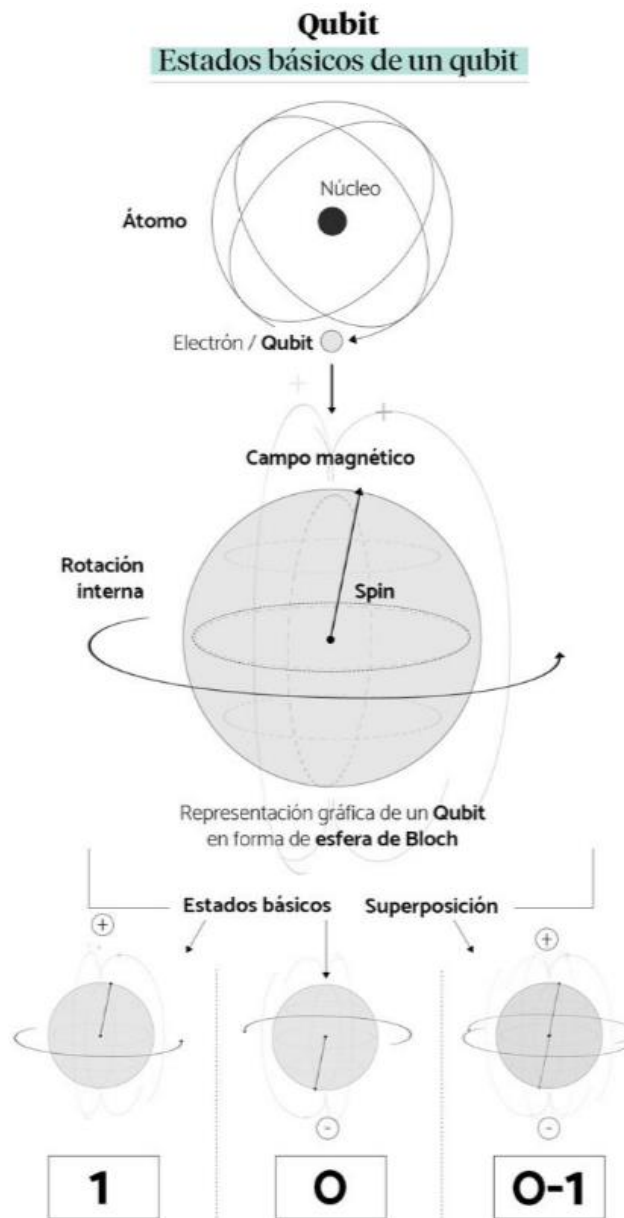 Qubit
Estados básicos de un qubit
Núcleo
Átomo
Electrón / Qubit
+
+
Campo magnético
Rotación
interna
Spin
Representación gráfica de un Qubit
en forma de esfera de Bloch
Estados básicos
Superposición
+
+
-
-
1
0
0-1